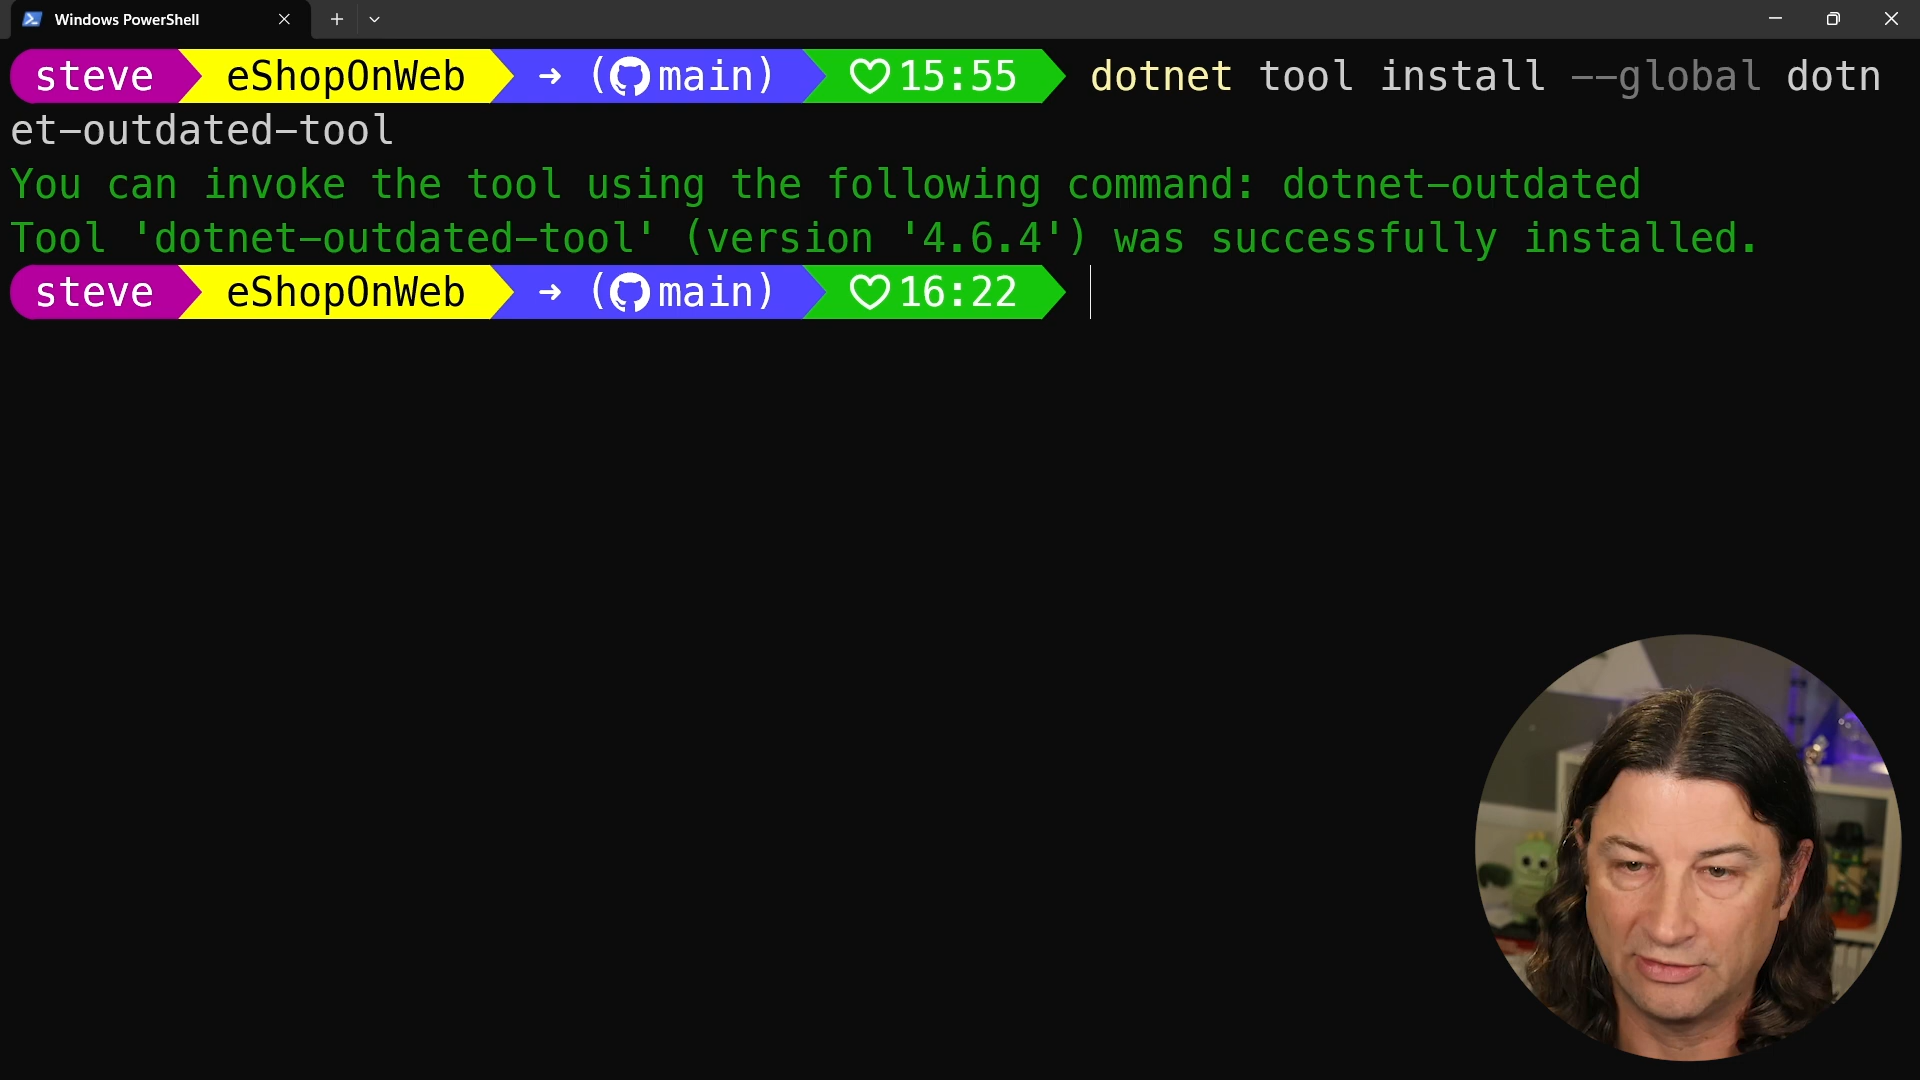 Windows PowerShell
steve eShopOnWeb → (main) ♡15:55 dotnet tool install --global dotn
et-outdated-tool
You can invoke the tool using the following command: dotnet-outdated
Tool 'dotnet-outdated-tool' (version '4.6.4') was successfully installed.
steve eShopOnWeb → (main) ♡16:22